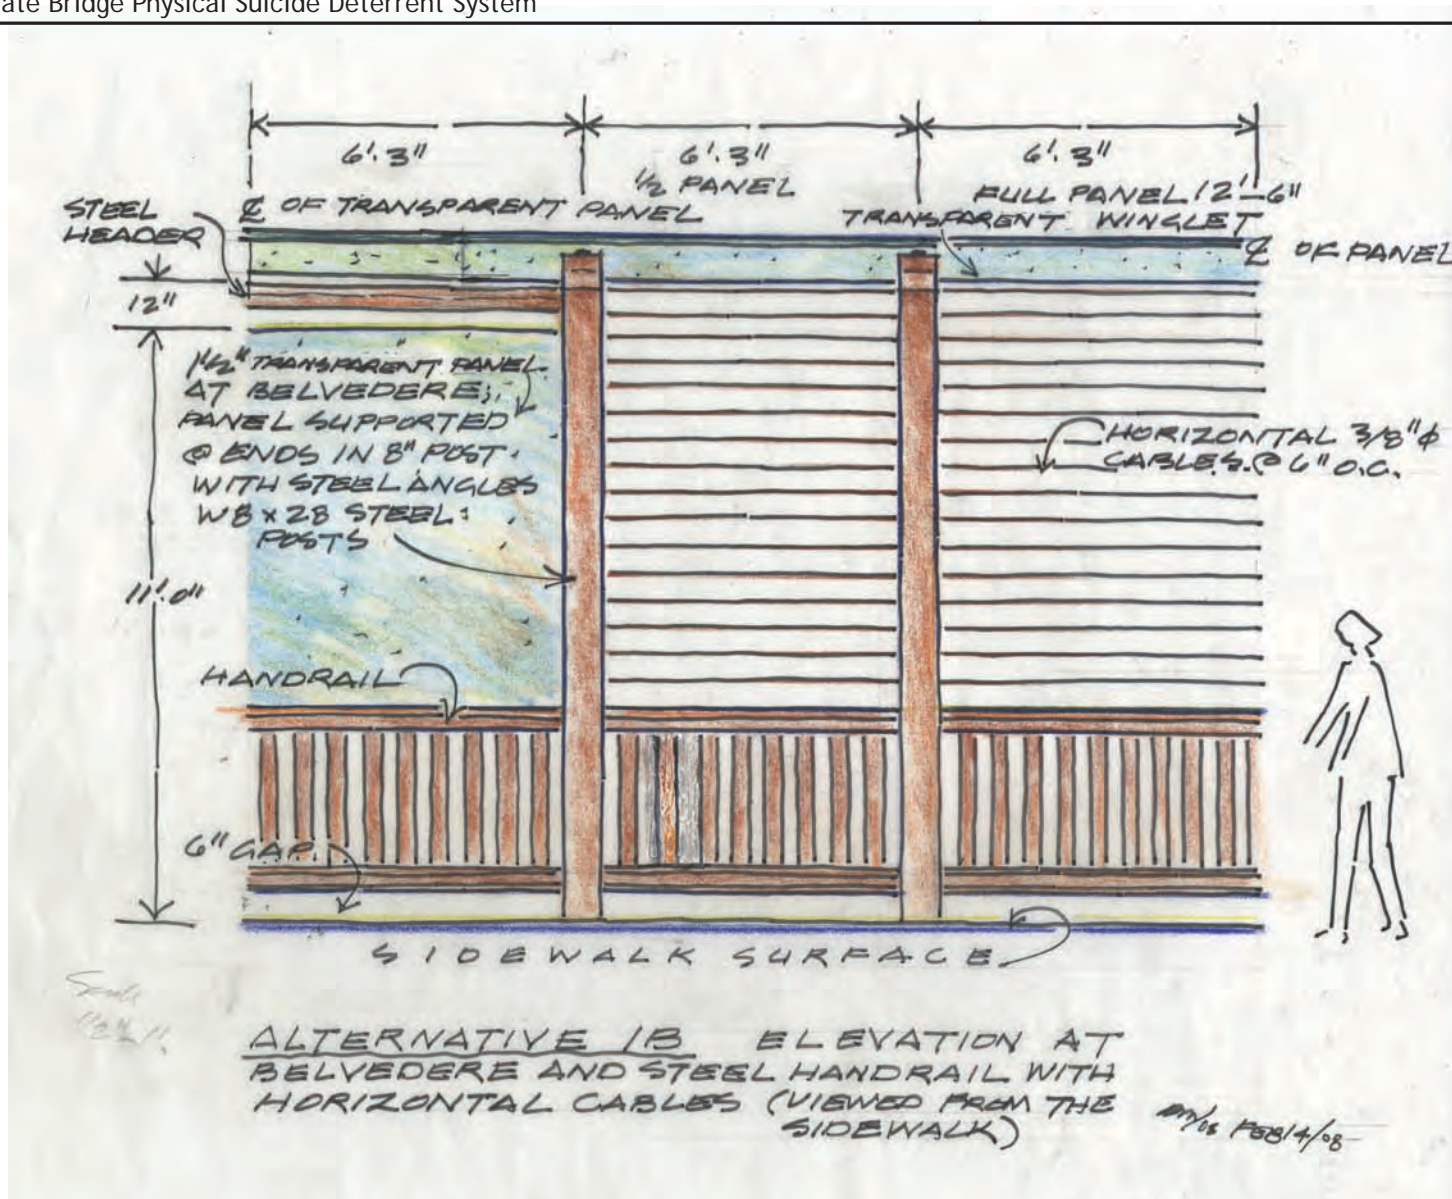 ate Bridge Physical Suicide Deterrent System
6'-3"
6'-3"
1/2 PANEL
6'-3"
FULL PANEL 12'-6"
STEEL
HEADER
℄ OF TRANSPARENT PANEL
TRANSPARENT WINGLET
℄ OF PANEL
12"
1 1/2" TRANSPARENT PANEL
AT BELVEDERE;
PANEL SUPPORTED
@ ENDS IN 8" POST
WITH STEEL ANGLES
W8 x 28 STEEL
POSTS
HORIZONTAL 3/8" ϕ
CABLES @ 6" O.C.
11'-0"
HANDRAIL
6" GAP
SIDEWALK SURFACE
Scale
ALTERNATIVE 1B ELEVATION AT
BELVEDERE AND STEEL HANDRAIL WITH
HORIZONTAL CABLES (VIEWED FROM THE
SIDEWALK)
FEB 14/08